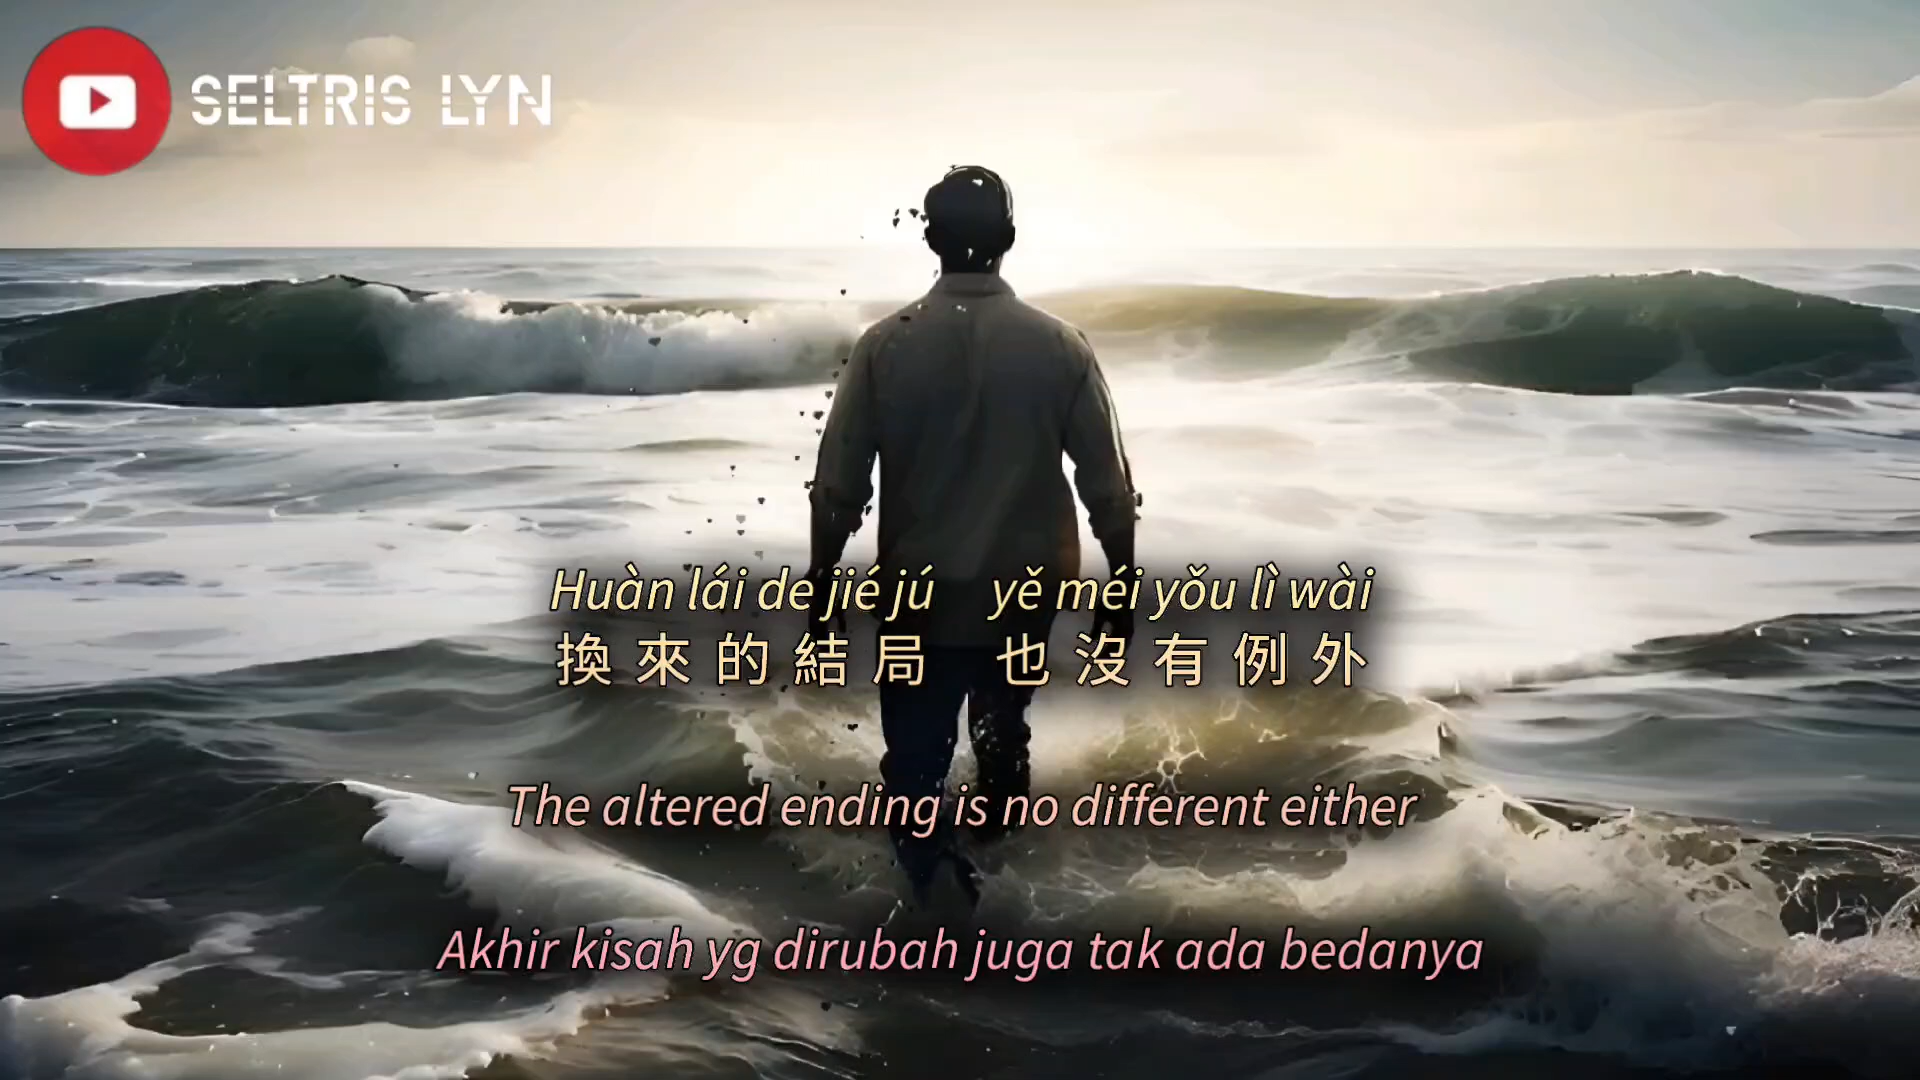 SELTRIS LYN
Huàn lái de jié jú yě méi yǒu lì wài
換來的結局 也沒有例外
The altered ending is no different either
Akhir kisah yg dirubah juga tak ada bedanya